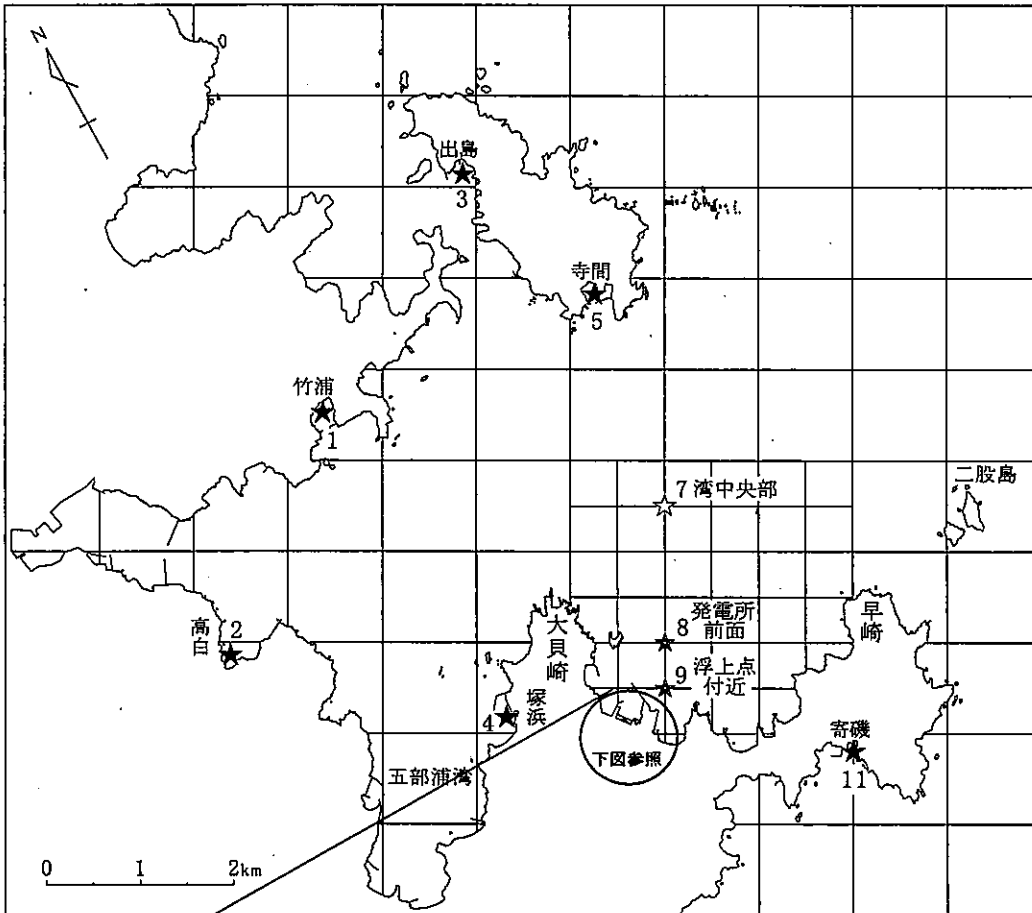 N
出島
3
寺間
5
竹浦
1
二股島
7 湾中央部
発電所
8 前面
早崎
大貝崎
高白
2
9 浮上点
付近
塚浜
4
寄磯
11
下図参照
五部浦湾
0 1 2km